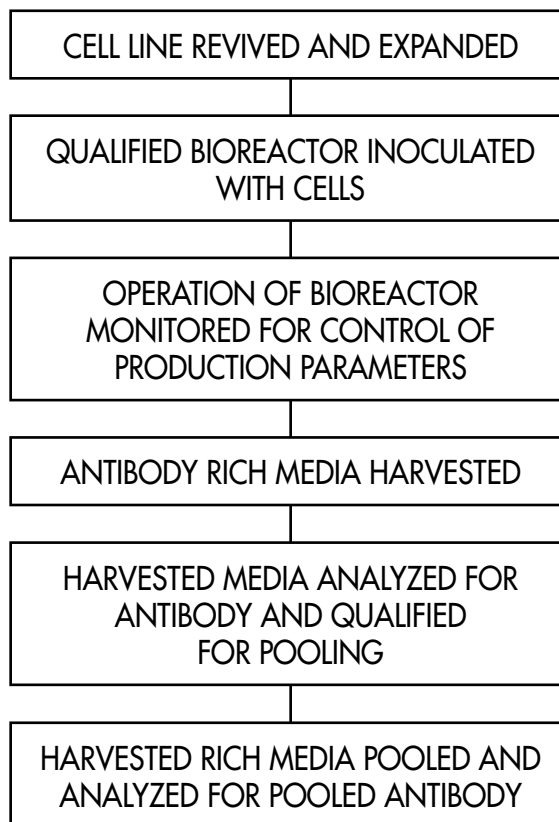 CELL LINE REVIVED AND EXPANDED
QUALIFIED BIOREACTOR INOCULATED
WITH CELLS
OPERATION OF BIOREACTOR
MONITORED FOR CONTROL OF
PRODUCTION PARAMETERS
ANTIBODY RICH MEDIA HARVESTED
HARVESTED MEDIA ANALYZED FOR
ANTIBODY AND QUALIFIED
FOR POOLING
HARVESTED RICH MEDIA POOLED AND
ANALYZED FOR POOLED ANTIBODY